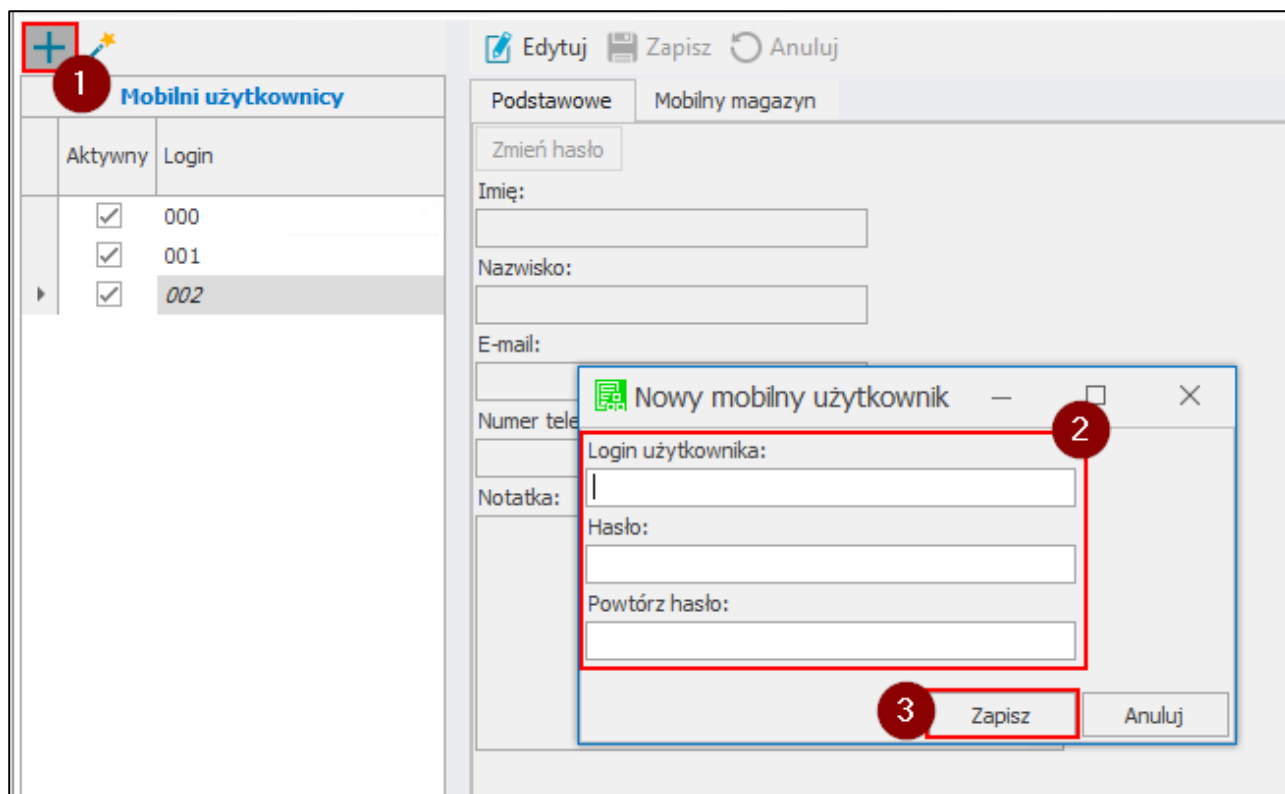 1
Edytuj Zapisz Anuluj
Mobilni użytkownicy
Podstawowe Mobilny magazyn
Aktywny Login
Zmień hasło
Imię:
000
001
002
Nazwisko:
E-mail:
Nowy mobilny użytkownik
2
Numer tele
Login użytkownika:
Notatka:
Hasło:
Powtórz hasło:
3
Zapisz Anuluj